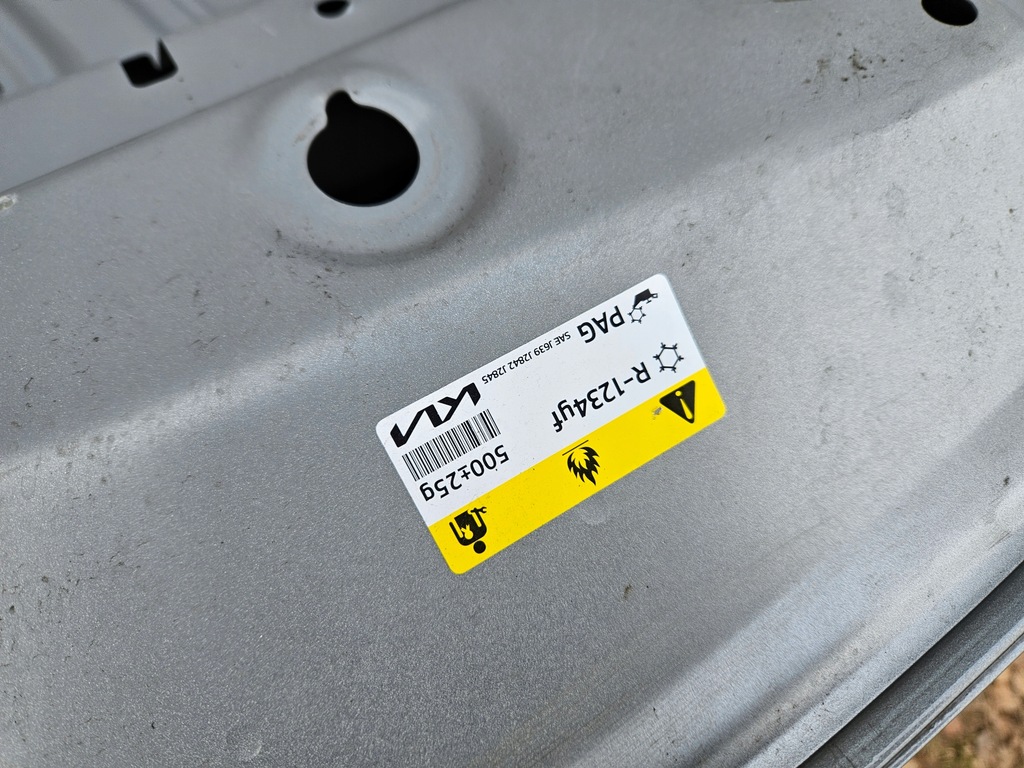 R-1234yf 500±25g
PAG SAE J639 J2842 J2845 KIA